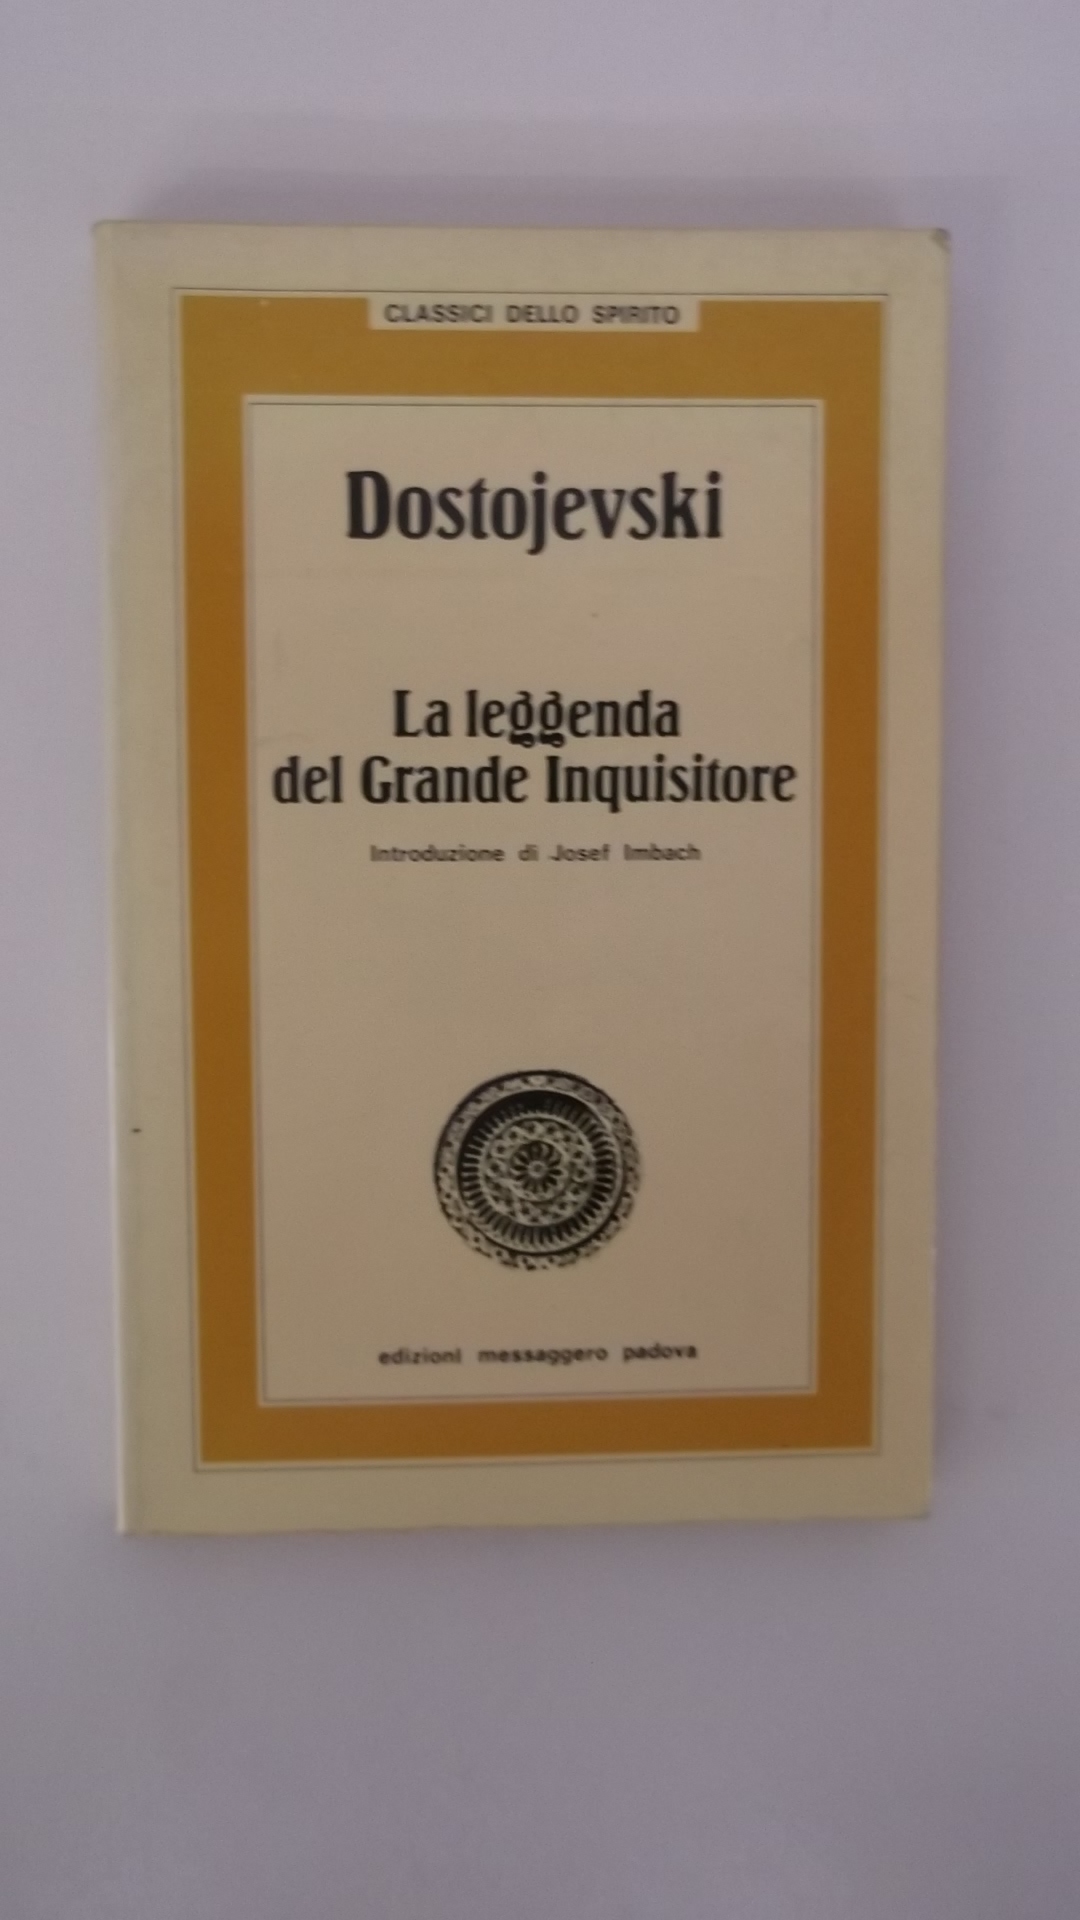 CLASSICI DELLO SPIRITO
Dostojevski
La leggenda
del Grande Inquisitore
Introduzione di Josef Imbach
edizioni messaggero padova